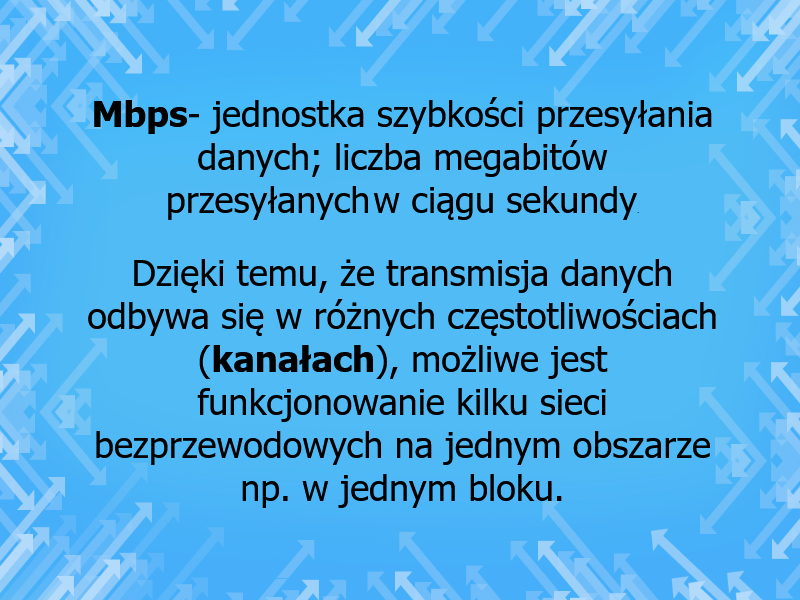 Mbps- jednostka szybkości przesyłania
danych; liczba megabitów
przesyłanych w ciągu sekundy.
Dzięki temu, że transmisja danych
odbywa się w różnych częstotliwościach
(kanałach), możliwe jest
funkcjonowanie kilku sieci
bezprzewodowych na jednym obszarze
np. w jednym bloku.